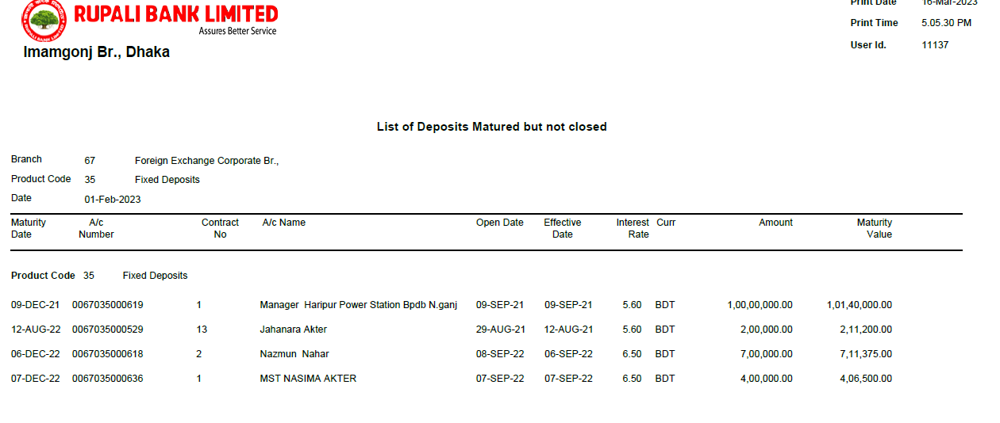 RUPALI BANK LIMITED
Assures Better Service
Imamgonj Br., Dhaka
Print Date 16-Mar-2023
Print Time 5.05.30 PM
User Id. 11137
List of Deposits Matured but not closed
Branch 67 Foreign Exchange Corporate Br.,
Product Code 35 Fixed Deposits
Date 01-Feb-2023
Maturity A/c Contract A/c Name Open Date Effective Interest Curr Amount Maturity
Date Number No Date Rate Value
Product Code 35 Fixed Deposits
09-DEC-21 0067035000619 1 Manager Haripur Power Station Bpdb N.ganj 09-SEP-21 09-SEP-21 5.60 BDT 1,00,00,000.00 1,01,40,000.00
12-AUG-22 0067035000529 13 Jahanara Akter 29-AUG-21 12-AUG-21 5.60 BDT 2,00,000.00 2,11,200.00
06-DEC-22 0067035000618 2 Nazmun Nahar 08-SEP-22 06-SEP-22 6.50 BDT 7,00,000.00 7,11,375.00
07-DEC-22 0067035000636 1 MST NASIMA AKTER 07-SEP-22 07-SEP-22 6.50 BDT 4,00,000.00 4,06,500.00